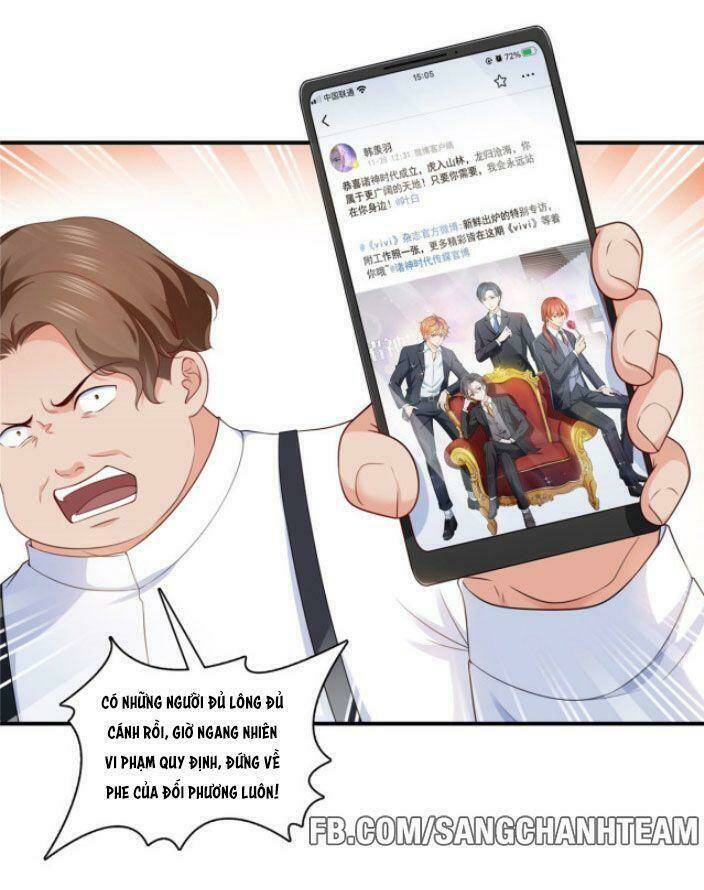 中国联通
15:05
72%
韩羡羽
11-28 12:31 微博客户端
恭喜诸神时代成立，虎入山林，龙归沧海，你
属于更广阔的天地！只要你需要，我会永远站
在你身边！@叶白
@《vivi》杂志官方微博:新鲜出炉的特别专访，
附工作照一张，更多精彩皆在这期《vivi》等着
你哦~@诸神时代传媒官博
CÓ NHỮNG NGƯỜI ĐỦ LÔNG ĐỦ
CÁNH RỒI, GIỜ NGANG NHIÊN
VI PHẠM QUY ĐỊNH, ĐỨNG VỀ
PHE CỦA ĐỐI PHƯƠNG LUÔN!
FB.COM/SANGCHANHTEAM